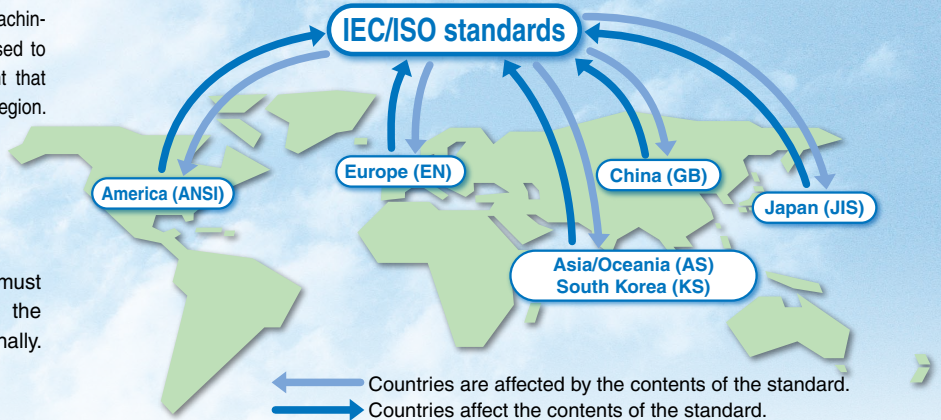 achin-
sed to
nt that
egion.
must
the
nally.
IEC/ISO standards
America (ANSI)
Europe (EN)
China (GB)
Japan (JIS)
Asia/Oceania (AS)
South Korea (KS)
Countries are affected by the contents of the standard.
Countries affect the contents of the standard.